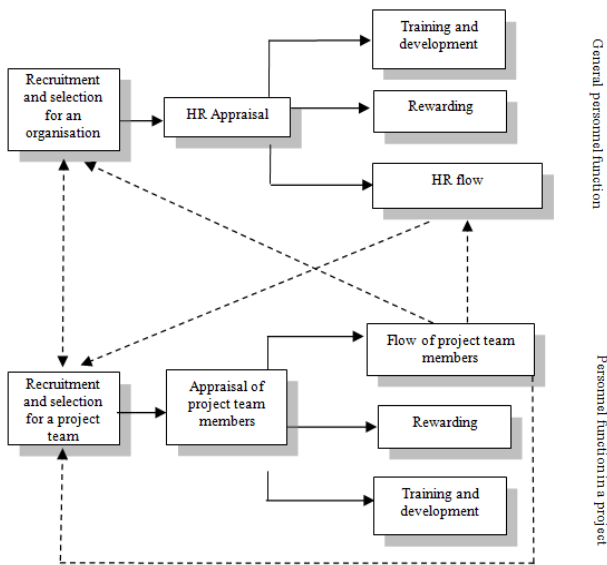 Training and
development
Recruitment
and selection
for an
organisation
HR Appraisal
Rewarding
HR flow
General personnel function
Flow of project team
members
Recruitment
and selection
for a project
team
Appraisal of
project team
members
Rewarding
Training and
development
Personnel function in a project